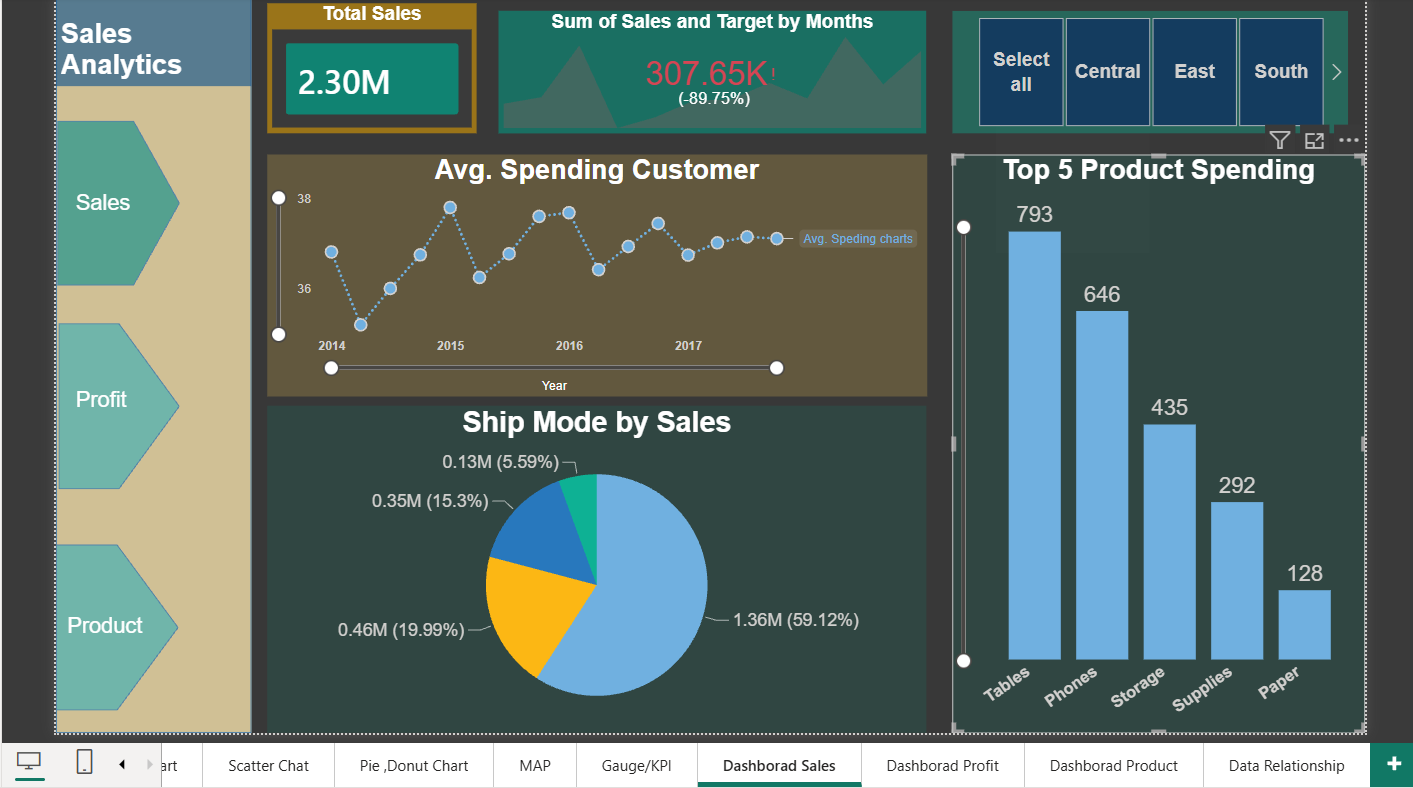 Sales
Analytics
Sales
Profit
Product
Total Sales
2.30M
Sum of Sales and Target by Months
307.65K!
(-89.75%)
Select
all
Central
East
South
Avg. Spending Customer
38
36
Avg. Speding charts
2014
2015
2016
2017
Year
Ship Mode by Sales
0.13M (5.59%)
0.35M (15.3%)
0.46M (19.99%)
1.36M (59.12%)
Top 5 Product Spending
793
646
435
292
128
Tables
Phones
Storage
Supplies
Paper
art
Scatter Chat
Pie ,Donut Chart
MAP
Gauge/KPI
Dashborad Sales
Dashborad Profit
Dashborad Product
Data Relationship